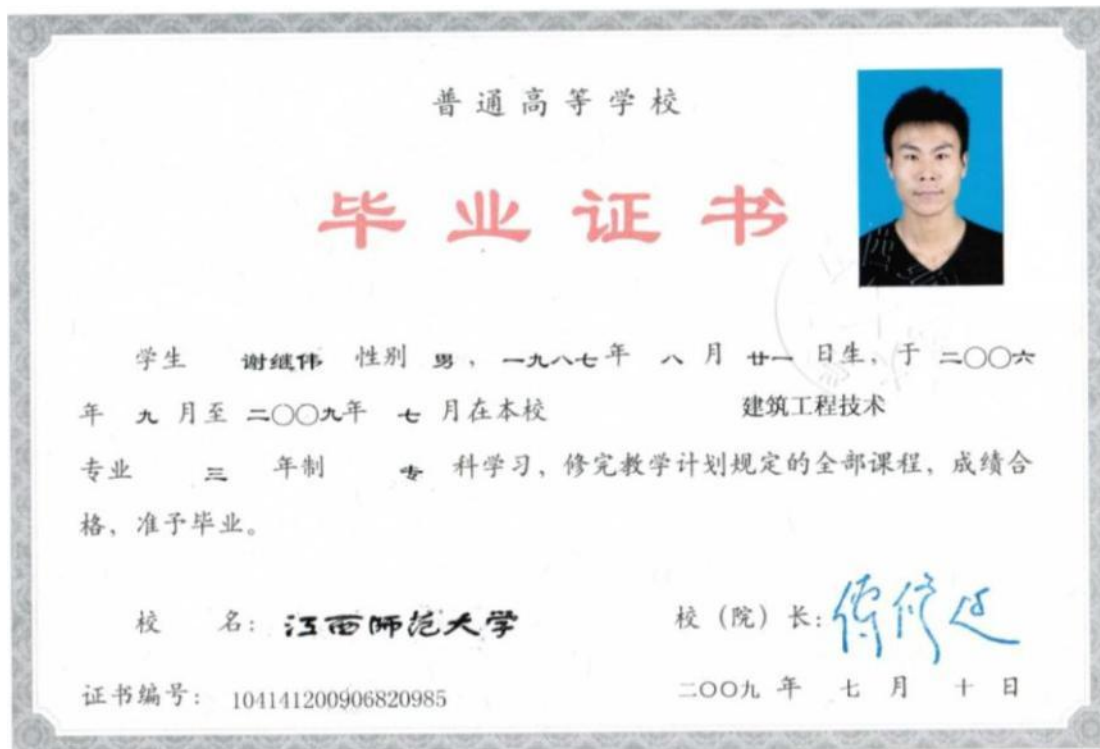 普通高等学校
毕业证书
学生 谢继伟 性别 男，一九八七年 八 月 廿一 日生，于 二〇〇六
年 九 月至 二〇〇九年 七 月在本校 建筑工程技术
专业 三 年制 专 科学习，修完教学计划规定的全部课程，成绩合
格，准予毕业。
校 名：江西师范大学 校（院）长：傅修延
证书编号：104141200906820985 二〇〇九 年 七 月 十 日